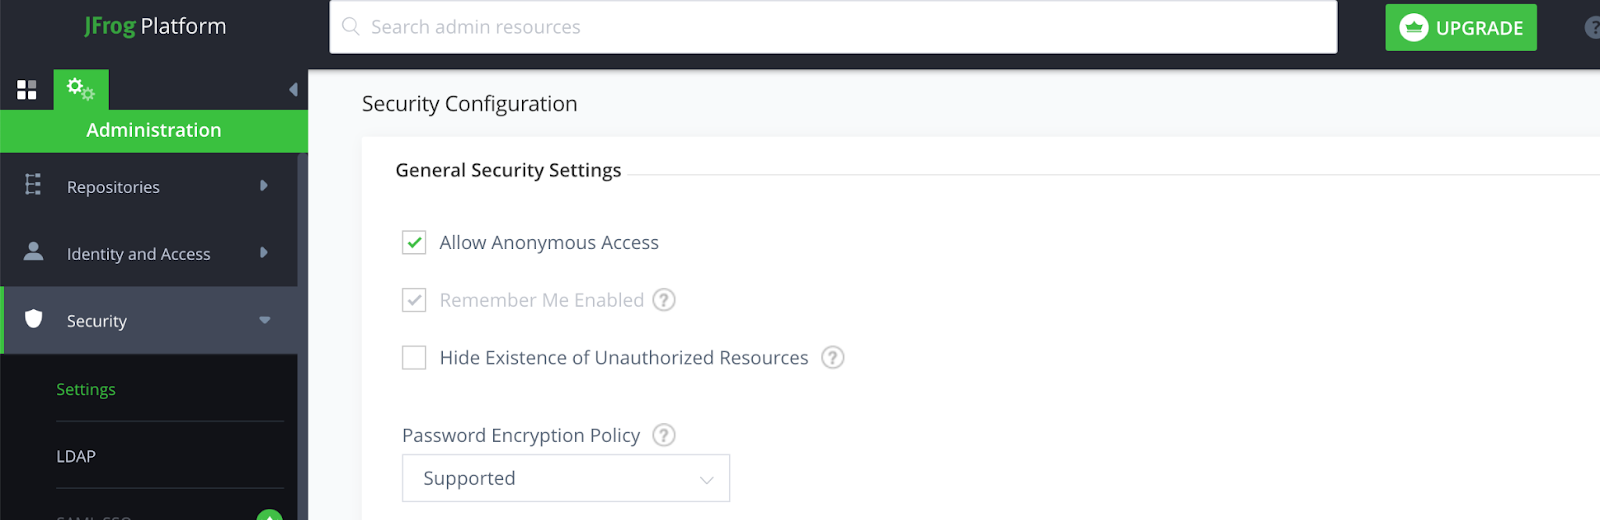 JFrog Platform
Search admin resources
UPGRADE
?
Administration
Security Configuration
General Security Settings
Repositories
Allow Anonymous Access
Identity and Access
Remember Me Enabled ?
Security
Hide Existence of Unauthorized Resources ?
Settings
Password Encryption Policy ?
LDAP
Supported